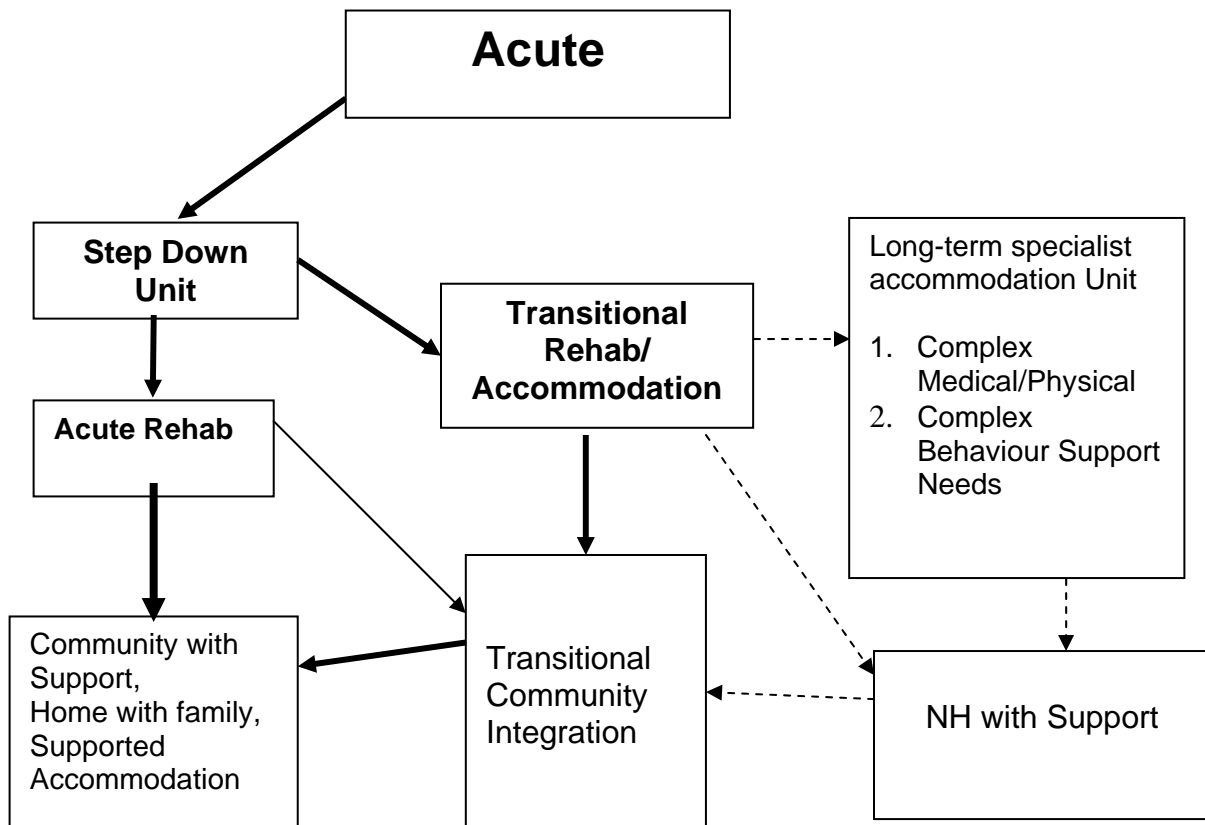 Acute
Step Down
Unit
Long-term specialist
accommodation Unit
1. Complex
Medical/Physical
2. Complex
Behaviour Support
Needs
Transitional
Rehab/
Accommodation
Acute Rehab
Community with
Support,
Home with family,
Supported
Accommodation
Transitional
Community
Integration
NH with Support